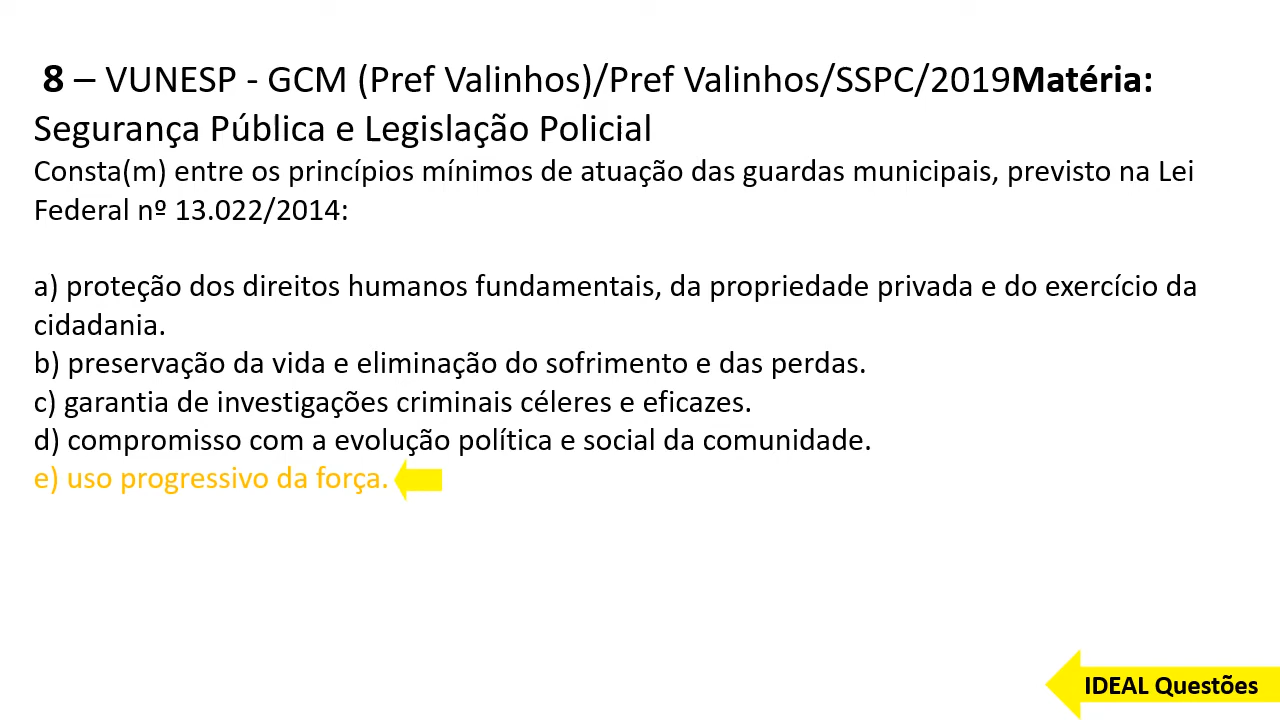 8 – VUNESP - GCM (Pref Valinhos)/Pref Valinhos/SSPC/2019Matéria:
Segurança Pública e Legislação Policial
Consta(m) entre os princípios mínimos de atuação das guardas municipais, previsto na Lei
Federal nº 13.022/2014:
a) proteção dos direitos humanos fundamentais, da propriedade privada e do exercício da
cidadania.
b) preservação da vida e eliminação do sofrimento e das perdas.
c) garantia de investigações criminais céleres e eficazes.
d) compromisso com a evolução política e social da comunidade.
e) uso progressivo da força.
IDEAL Questões